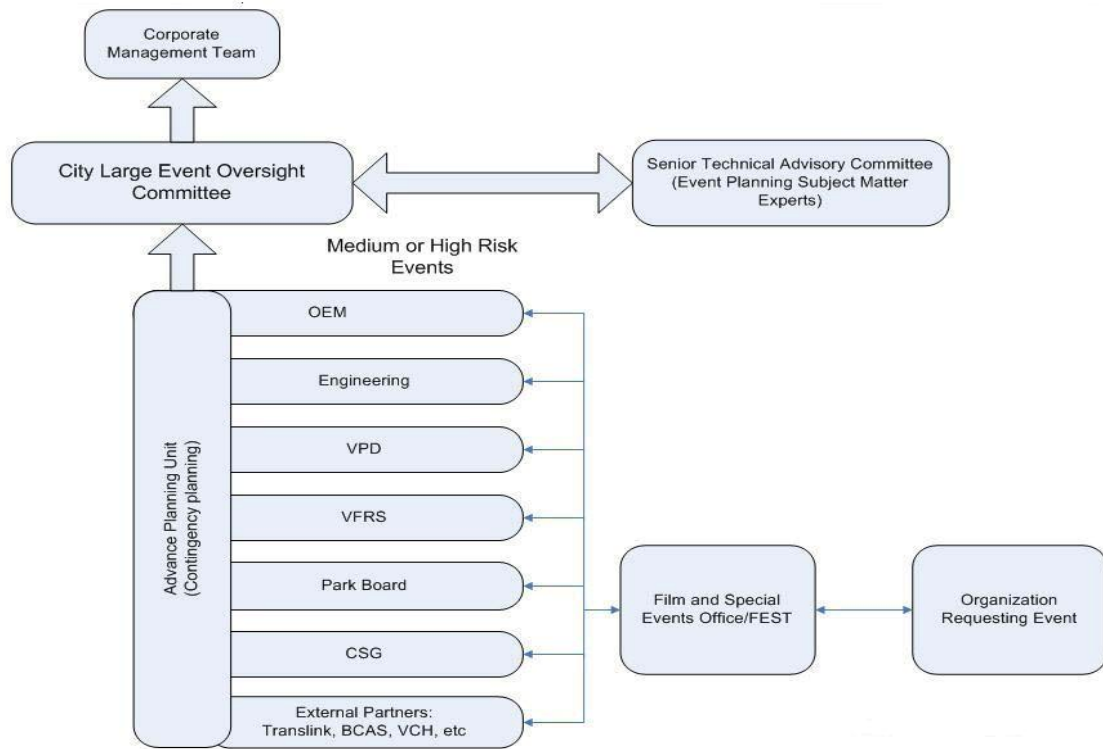 Corporate
Management Team
City Large Event Oversight
Committee
Senior Technical Advisory Committee
(Event Planning Subject Matter
Experts)
Medium or High Risk
Events
Advance Planning Unit
(Contingency planning)
OEM
Engineering
VPD
VFRS
Park Board
CSG
External Partners:
Translink, BCAS, VCH, etc
Film and Special
Events Office/FEST
Organization
Requesting Event